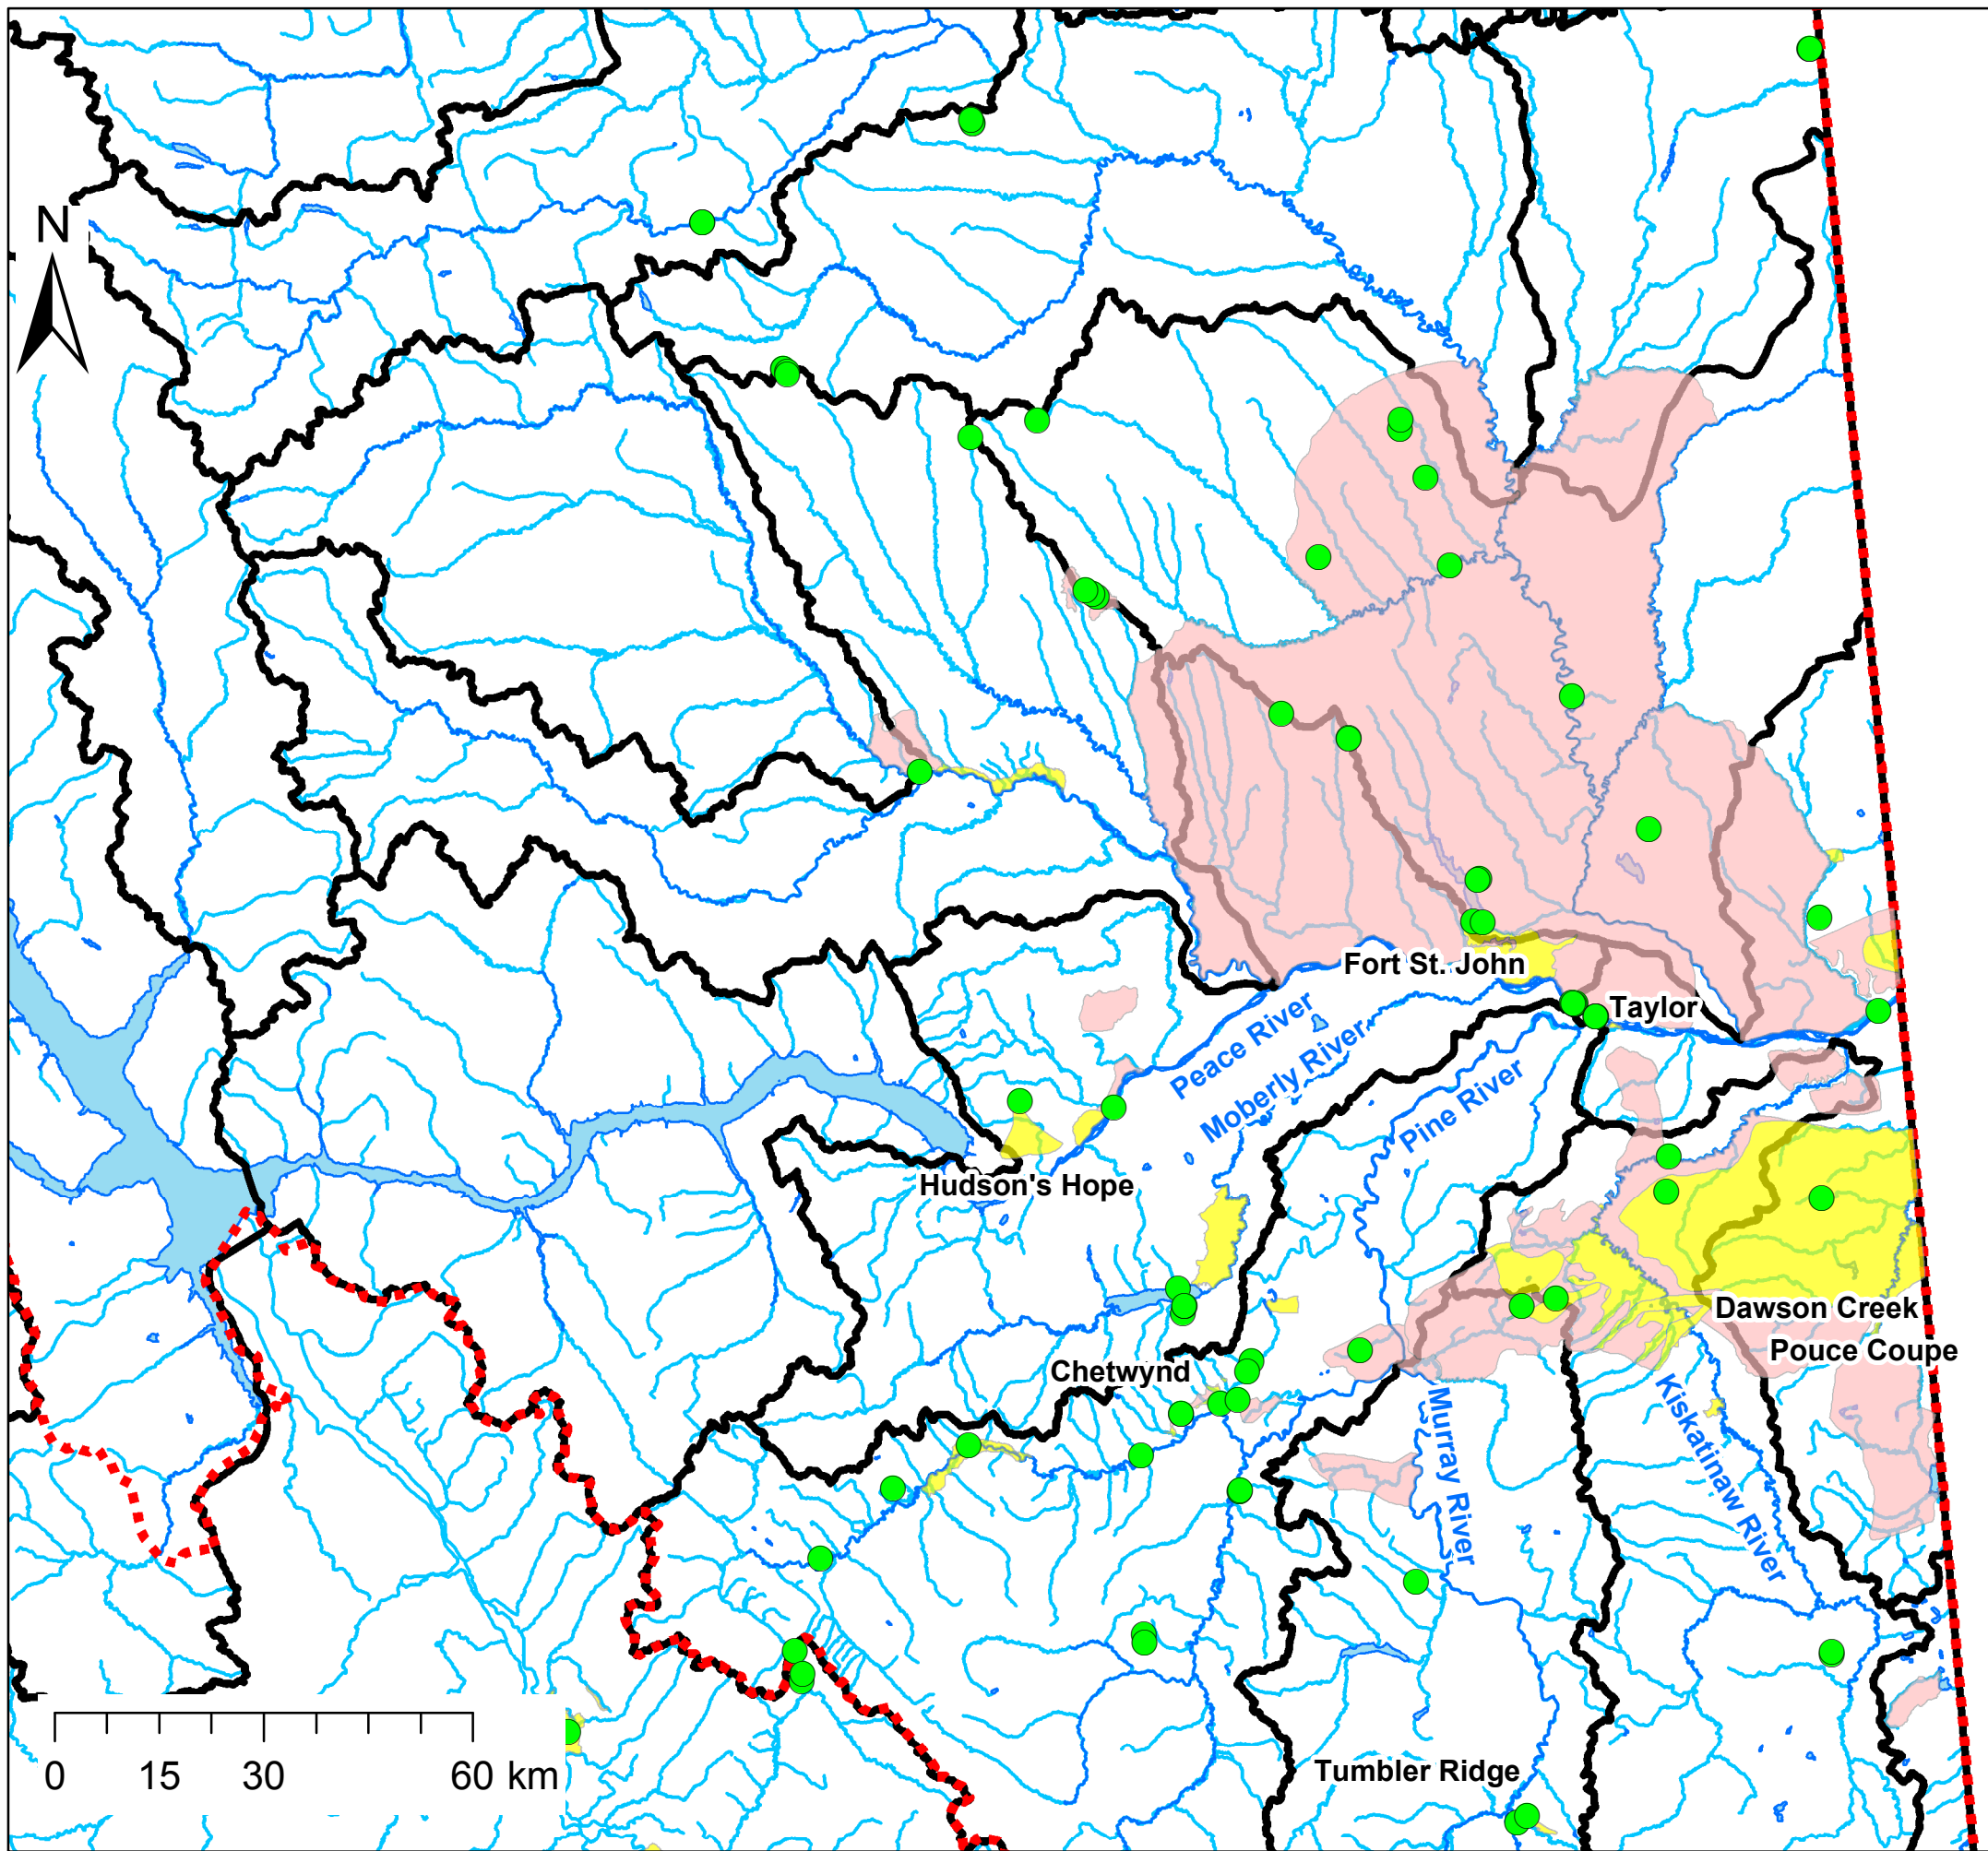 N
Fort St. John
Taylor
Peace River
Moberly River
Pine River
Hudson's Hope
Dawson Creek
Pouce Coupe
Chetwynd
Murray River
Kiskatinaw River
Tumbler Ridge
0 15 30 60 km